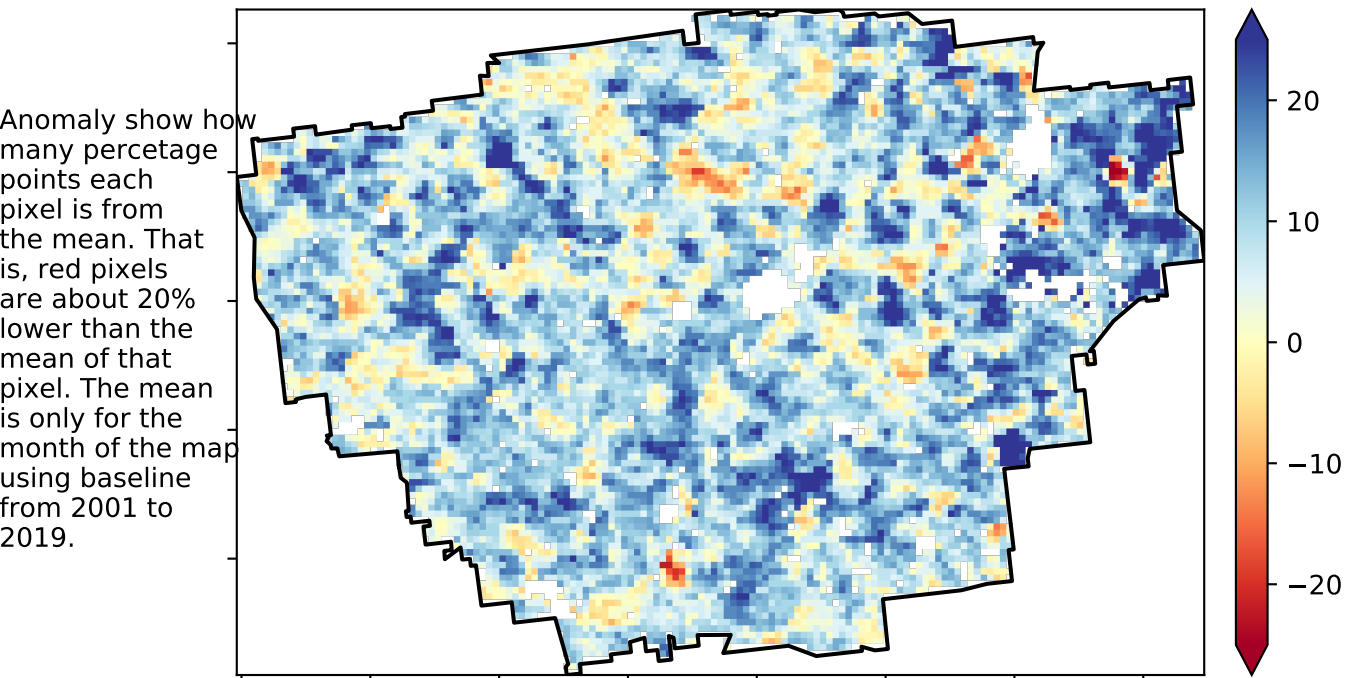 Anomaly show how
many percetage
points each
pixel is from
the mean. That
is, red pixels
are about 20%
lower than the
mean of that
pixel. The mean
is only for the
month of the map
using baseline
from 2001 to
2019.
20
10
0
−10
−20